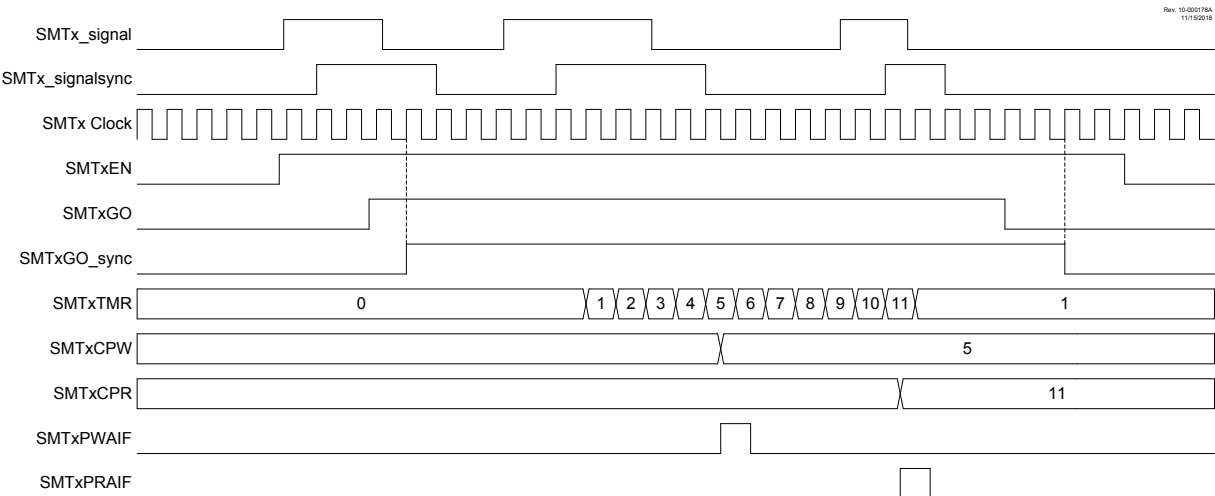 Rev. 10-000178A
11/15/2018
SMTx_signal
SMTx_signalsync
SMTx Clock
SMTxEN
SMTxGO
SMTxGO_sync
SMTxTMR 0 1 2 3 4 5 6 7 8 9 10 11 1
SMTxCPW 5
SMTxCPR 11
SMTxPWAIF
SMTxPRAIF